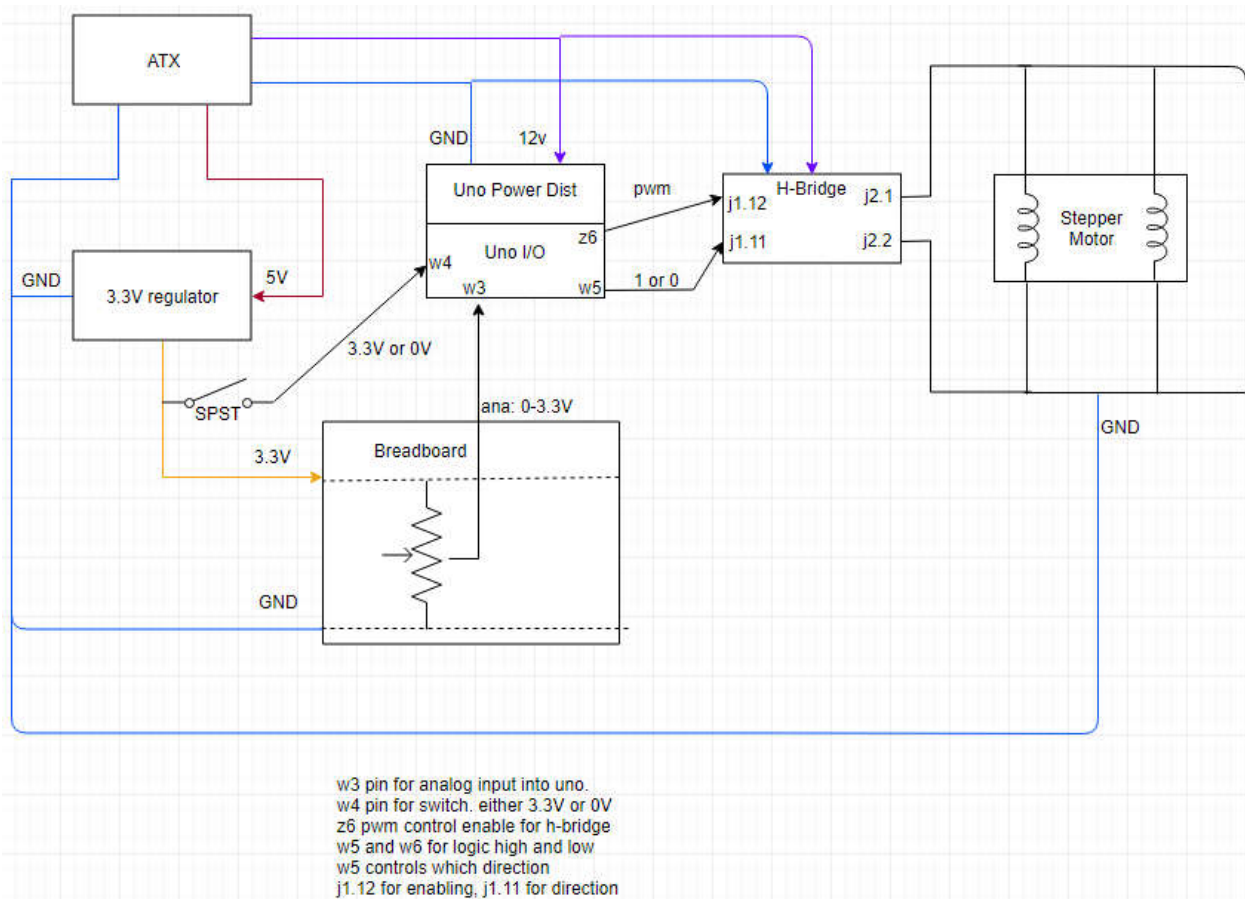 ATX
GND
12v
Uno Power Dist
z6
Uno I/O
w4
w3
w5
pwm
1 or 0
H-Bridge
j1.12
j2.1
j1.11
j2.2
Stepper
Motor
GND
5V
3.3V regulator
3.3V or 0V
SPST
ana: 0-3.3V
3.3V
Breadboard
GND
GND
w3 pin for analog input into uno.
w4 pin for switch. either 3.3V or 0V
z6 pwm control enable for h-bridge
w5 and w6 for logic high and low
w5 controls which direction
j1.12 for enabling, j1.11 for direction